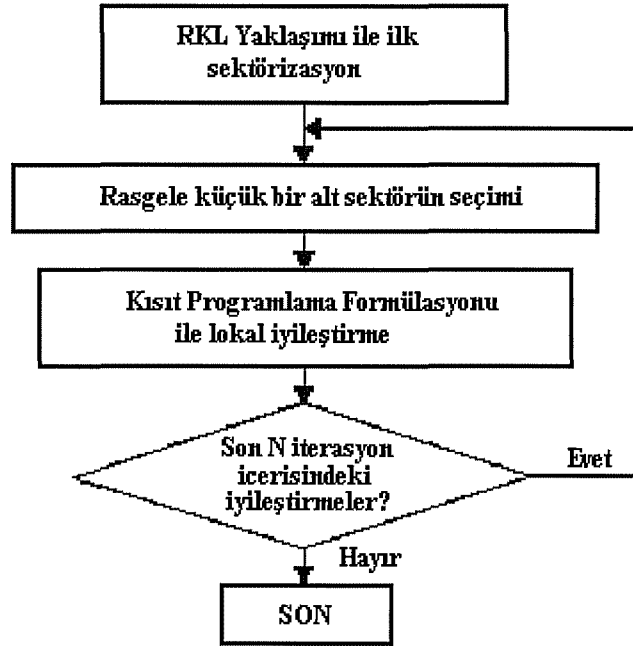 RKL Yaklaşımı ile ilk
sektörizasyon
Rasgele küçük bir alt sektörün seçimi
Kısıt Programlama Formülasyonu
ile lokal iyileştirme
Son N iterasyon
icerisindeki
iyileştirmeler?
Evet
Hayır
SON